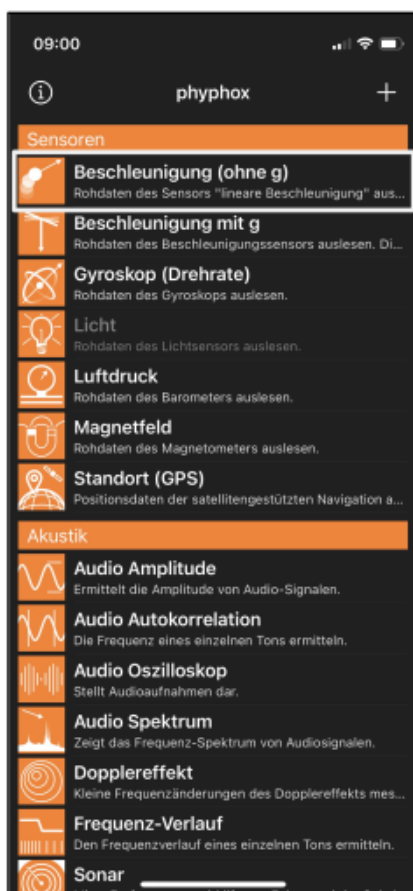 09:00
phyphox
Sensoren
Beschleunigung (ohne g)
Rohdaten des Sensors "lineare Beschleunigung" aus...
Beschleunigung mit g
Rohdaten des Beschleunigungssensors auslesen. Di...
Gyroskop (Drehrate)
Rohdaten des Gyroskops auslesen.
Licht
Rohdaten des Lichtsensors auslesen.
Luftdruck
Rohdaten des Barometers auslesen.
Magnetfeld
Rohdaten des Magnetometers auslesen.
Standort (GPS)
Positionsdaten der satellitengestützten Navigation a...
Akustik
Audio Amplitude
Ermittelt die Amplitude von Audio-Signalen.
Audio Autokorrelation
Die Frequenz eines einzelnen Tons ermitteln.
Audio Oszilloskop
Stellt Audioaufnahmen dar.
Audio Spektrum
Zeigt das Frequenz-Spektrum von Audiosignalen.
Dopplereffekt
Kleine Frequenzänderungen des Dopplereffekts mes...
Frequenz-Verlauf
Den Frequenzverlauf eines einzelnen Tons ermitteln.
Sonar